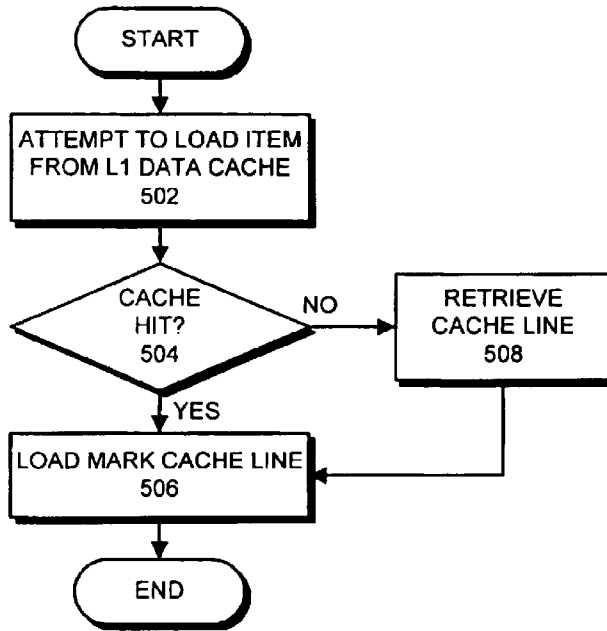 START
ATTEMPT TO LOAD ITEM
FROM L1 DATA CACHE
502
CACHE
HIT?
504
NO
RETRIEVE
CACHE LINE
508
YES
LOAD MARK CACHE LINE
506
END